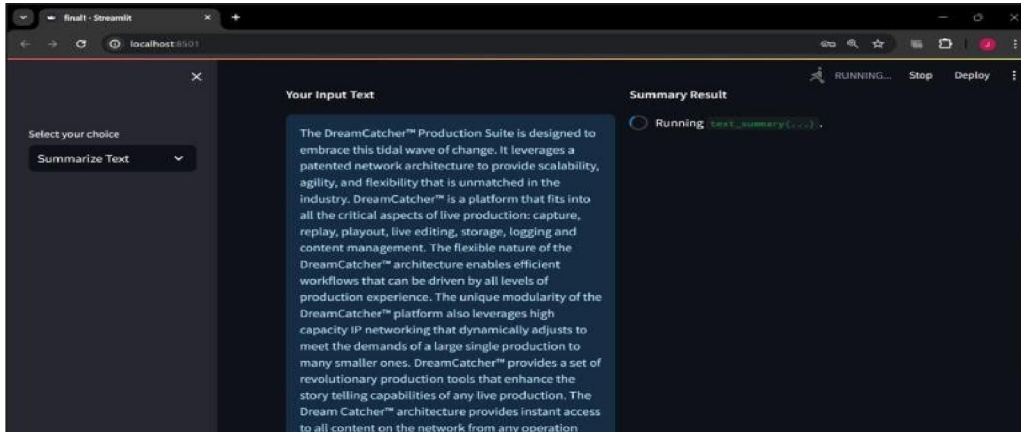 final1 · Streamlit
localhost:8501
RUNNING... Stop Deploy
Select your choice
Summarize Text
Your Input Text
The DreamCatcher™ Production Suite is designed to
embrace this tidal wave of change. It leverages a
patented network architecture to provide scalability,
agility, and flexibility that is unmatched in the
industry. DreamCatcher™ is a platform that fits into
all the critical aspects of live production: capture,
replay, playout, live editing, storage, logging and
content management. The flexible nature of the
DreamCatcher™ architecture enables efficient
workflows that can be driven by all levels of
production experience. The unique modularity of the
DreamCatcher™ platform also leverages high
capacity IP networking that dynamically adjusts to
meet the demands of a large single production to
many smaller ones. DreamCatcher™ provides a set of
revolutionary production tools that enhance the
story telling capabilities of any live production. The
Dream Catcher™ architecture provides instant access
to all content on the network from any operation
Summary Result
Running text_summary(...) .